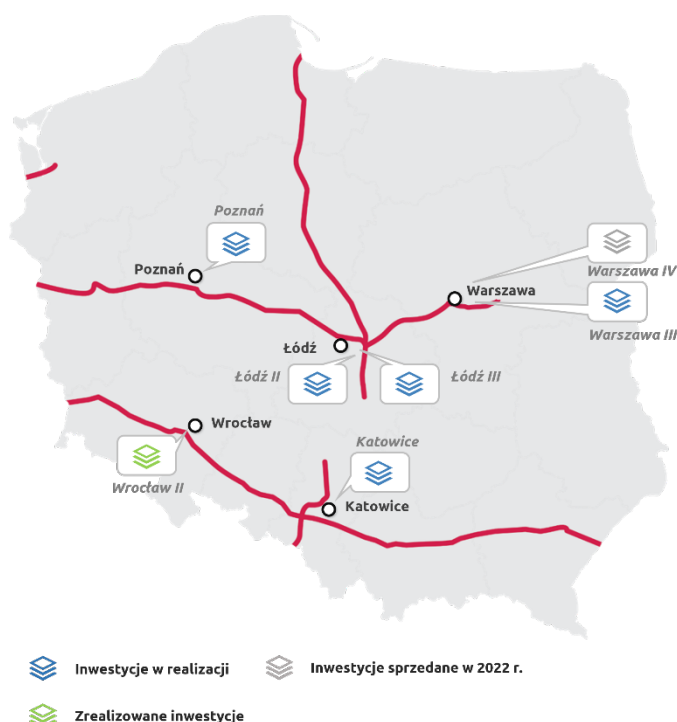 Poznań
Poznań
Warszawa IV
Warszawa
Warszawa III
Łódź
Łódź II
Łódź III
Wrocław
Katowice
Wrocław II
Katowice
Inwestycje w realizacji
Inwestycje sprzedane w 2022 r.
Zrealizowane inwestycje